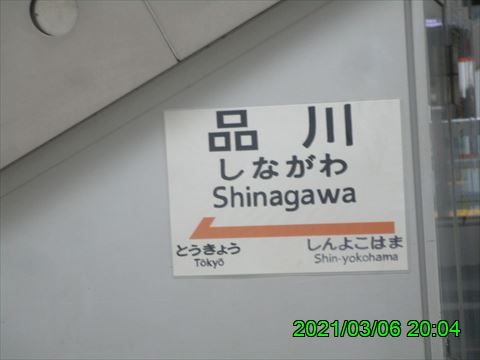 品川
しながわ
Shinagawa
とうきょう しんよこはま
Tōkyō Shin-yokohama
2021/03/06 20:04